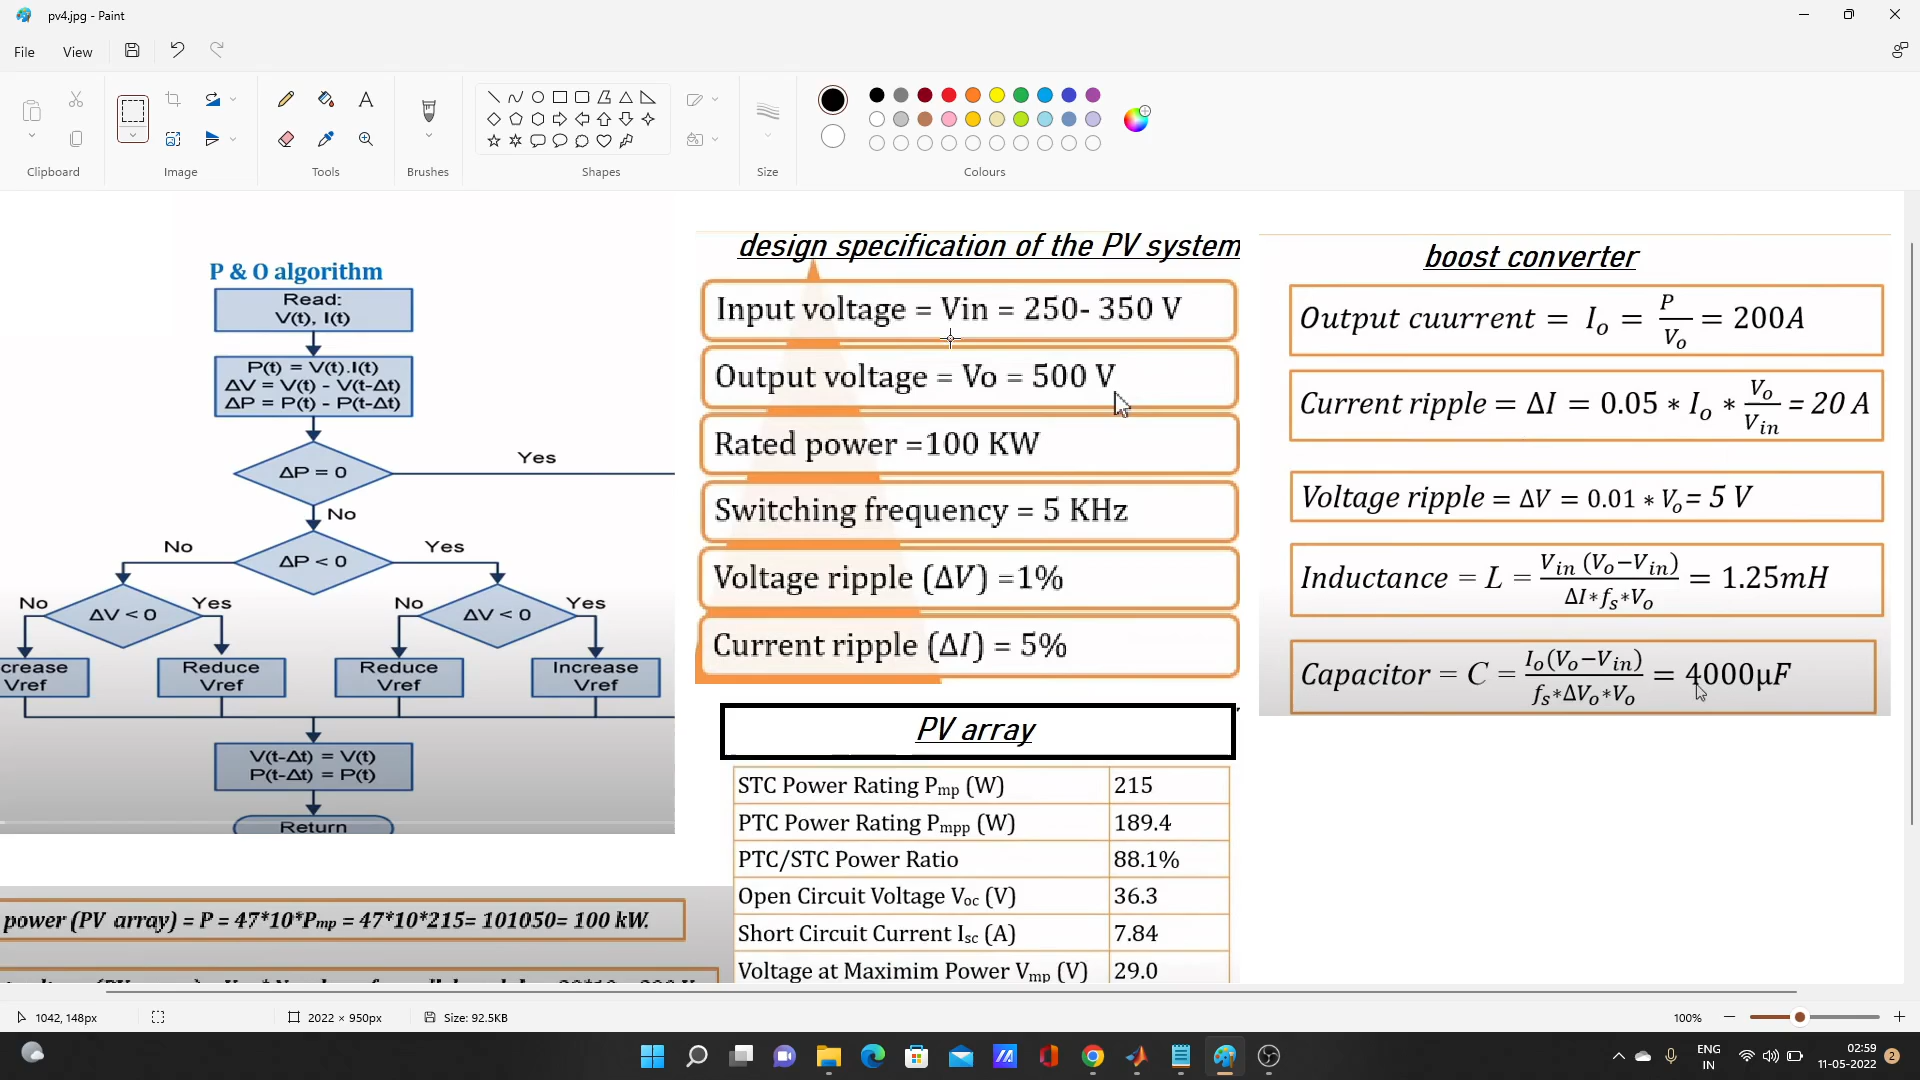 pv4.jpg - Paint
File
View
Clipboard
Image
Tools
Brushes
Shapes
Size
Colours
P & O algorithm
Read:
V(t), I(t)
P(t) = V(t).I(t)
ΔV = V(t) - V(t-Δt)
ΔP = P(t) - P(t-Δt)
ΔP = 0
Yes
No
ΔP < 0
No
Yes
ΔV < 0
No
Yes
ΔV < 0
No
Yes
crease
Vref
Reduce
Vref
Reduce
Vref
Increase
Vref
V(t-Δt) = V(t)
P(t-Δt) = P(t)
Return
power (PV array) = P = 47*10*Pmp = 47*10*215= 101050= 100 kW.
design specification of the PV system
Input voltage = Vin = 250- 350 V
Output voltage = Vo = 500 V
Rated power =100 KW
Switching frequency = 5 KHz
Voltage ripple (ΔV) =1%
Current ripple (ΔI) = 5%
PV array
STC Power Rating Pmp (W) 215
PTC Power Rating Pmpp (W) 189.4
PTC/STC Power Ratio 88.1%
Open Circuit Voltage Voc (V) 36.3
Short Circuit Current Isc (A) 7.84
Voltage at Maximim Power Vmp (V) 29.0
boost converter
Output cuurrent = Io = P/Vo = 200A
Current ripple = ΔI = 0.05 * Io * Vo/Vin = 20 A
Voltage ripple = ΔV = 0.01 * Vo = 5 V
Inductance = L = Vin (Vo−Vin)/ΔI*fs*Vo = 1.25mH
Capacitor = C = Io(Vo−Vin)/fs*ΔVo*Vo = 4000μF
1042, 148px
2022 × 950px
Size: 92.5KB
100%
ENG
IN
02:59
11-05-2022
2